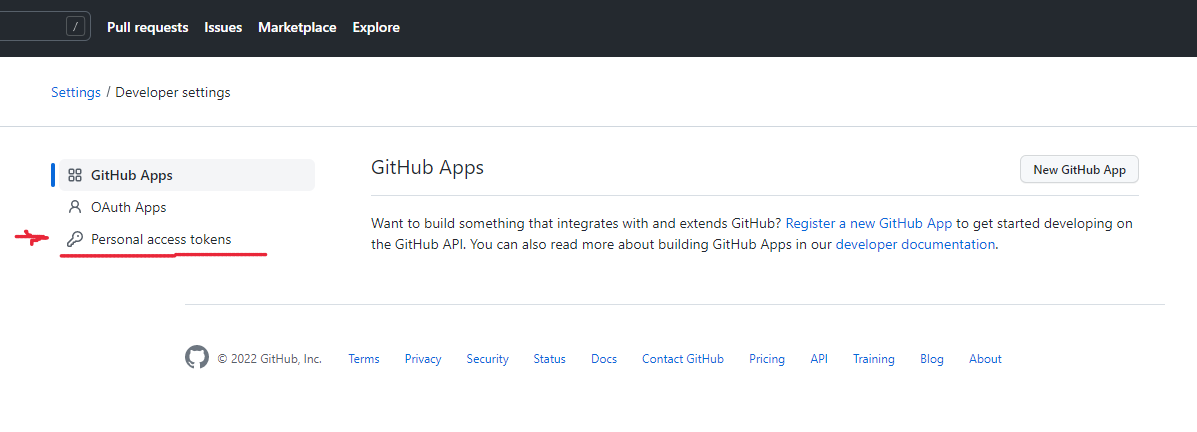 / Pull requests Issues Marketplace Explore
Settings / Developer settings
GitHub Apps
OAuth Apps
Personal access tokens
GitHub Apps
New GitHub App
Want to build something that integrates with and extends GitHub? Register a new GitHub App to get started developing on
the GitHub API. You can also read more about building GitHub Apps in our developer documentation.
© 2022 GitHub, Inc. Terms Privacy Security Status Docs Contact GitHub Pricing API Training Blog About